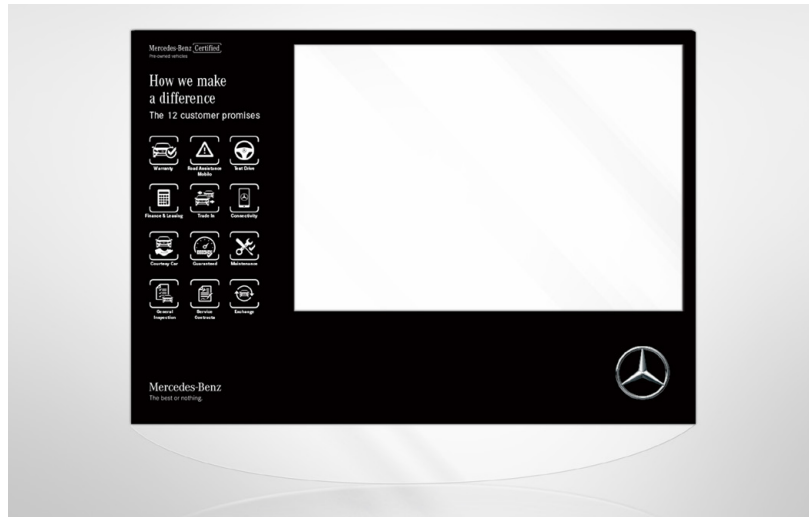 Mercedes-Benz Certified
Pre-owned vehicles
How we make
a difference
The 12 customer promises
Warranty
Road Assistance
Mobilo
Test Drive
Finance & Leasing
Trade In
Connectivity
Courtesy Car
Guaranteed
Maintenance
General
Inspection
Service
Contracts
Exchange
Mercedes-Benz
The best or nothing.